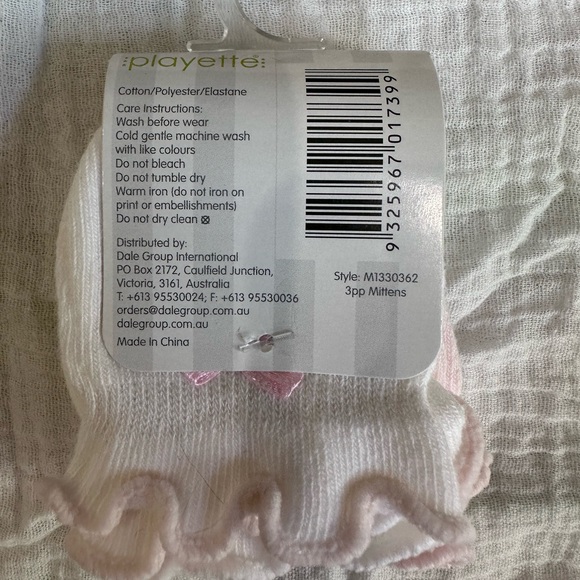 playette
Cotton/Polyester/Elastane
Care Instructions:
Wash before wear
Cold gentle machine wash
with like colours
Do not bleach
Do not tumble dry
Warm iron (do not iron on
print or embellishments)
Do not dry clean
Distributed by:
Dale Group International
PO Box 2172, Caulfield Junction,
Victoria, 3161, Australia
T: +613 95530024; F: +613 95530036
orders@dalegroup.com.au
dalegroup.com.au
Made In China
9 325967 017399
Style: M1330362
3pp Mittens